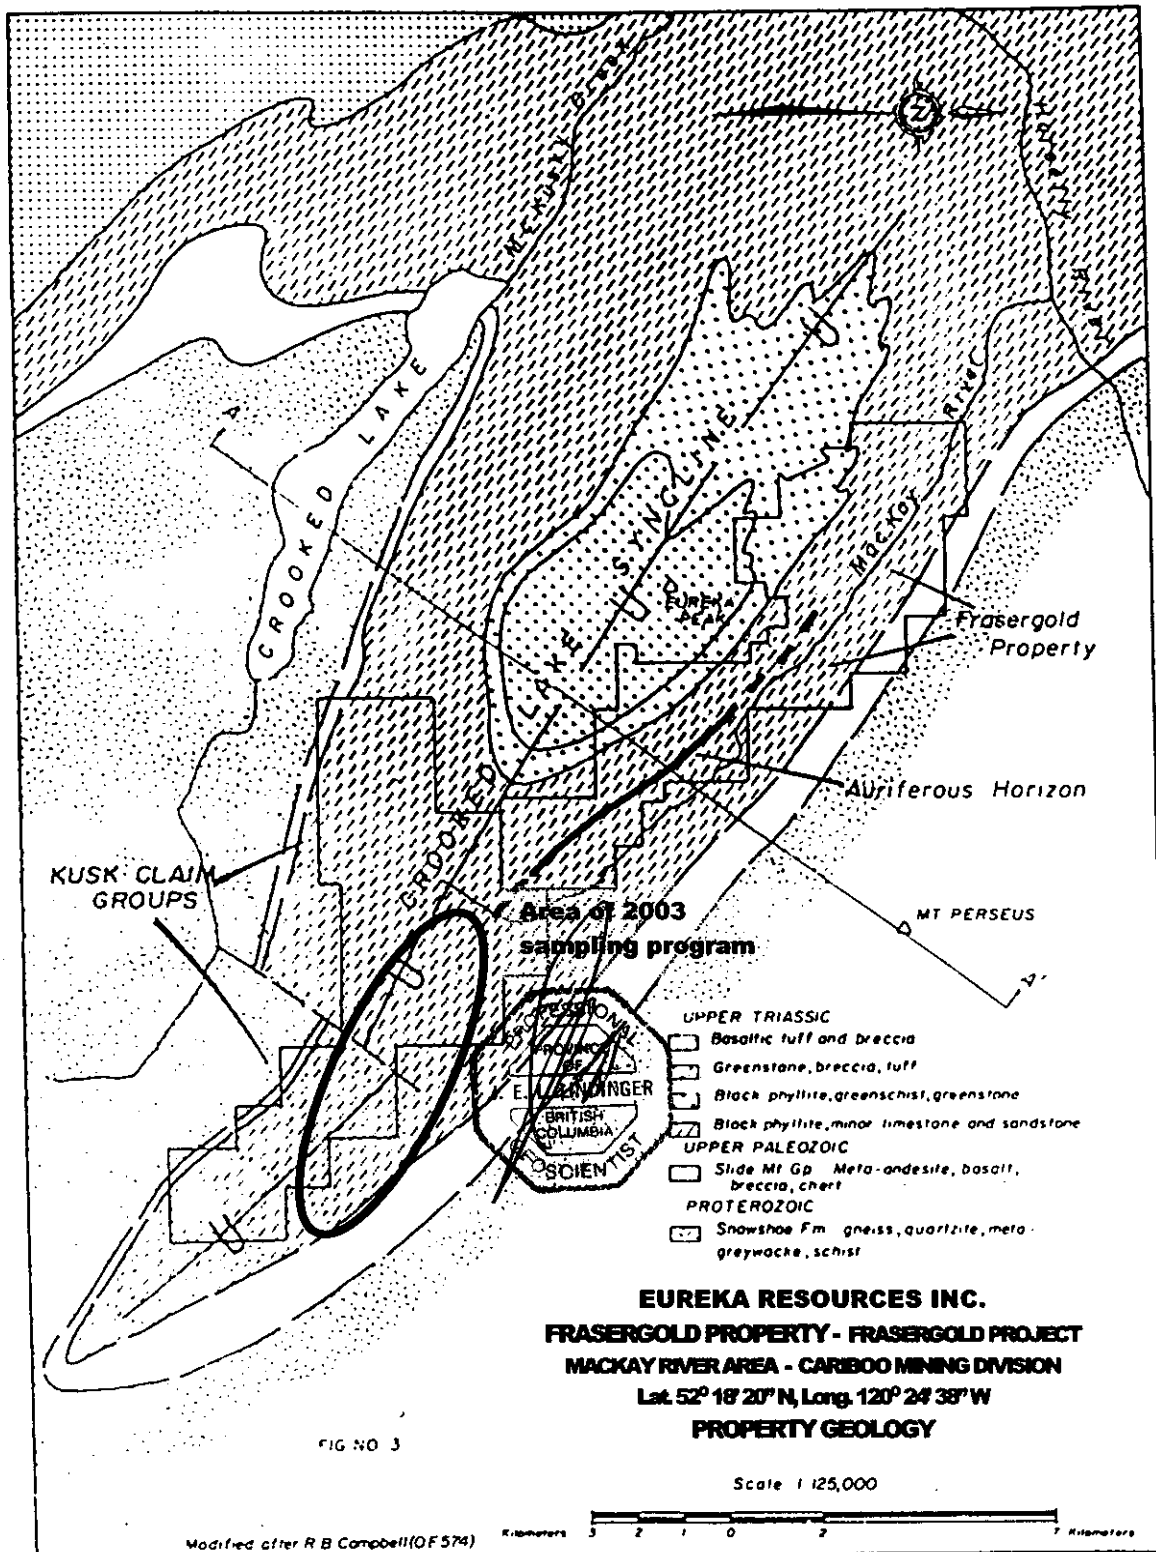 McKusky Creek
N
Horsefly River
A
CROOKED LAKE
MacKay River
CROOKED LAKE SYNCLINE
EUREKA
PEAK
Frasergold
Property
Auriferous Horizon
KUSK CLAIM
GROUPS
Area of 2003
sampling program
MT PERSEUS
A'
PROFESSIONAL
PROVINCE
OF
E. LINDINGER
BRITISH
COLUMBIA
GEOSCIENTIST
UPPER TRIASSIC
Basaltic tuff and breccia
Greenstone, breccia, tuff
Black phyllite, greenschist, greenstone
Black phyllite, minor limestone and sandstone
UPPER PALEOZOIC
Slide Mt Gp Meta-andesite, basalt,
breccia, chert
PROTEROZOIC
Snowshoe Fm gneiss, quartzite, meta-
greywacke, schist
EUREKA RESOURCES INC.
FRASERGOLD PROPERTY - FRASERGOLD PROJECT
MACKAY RIVER AREA - CARIBOO MINING DIVISION
Lat. 52⁰ 18' 20" N, Long. 120⁰ 24' 38" W
PROPERTY GEOLOGY
FIG NO 3
Scale 1 125,000
Kilometers 3 2 1 0 2 7 Kilometers
Modified after R B Campbell (OF 574)